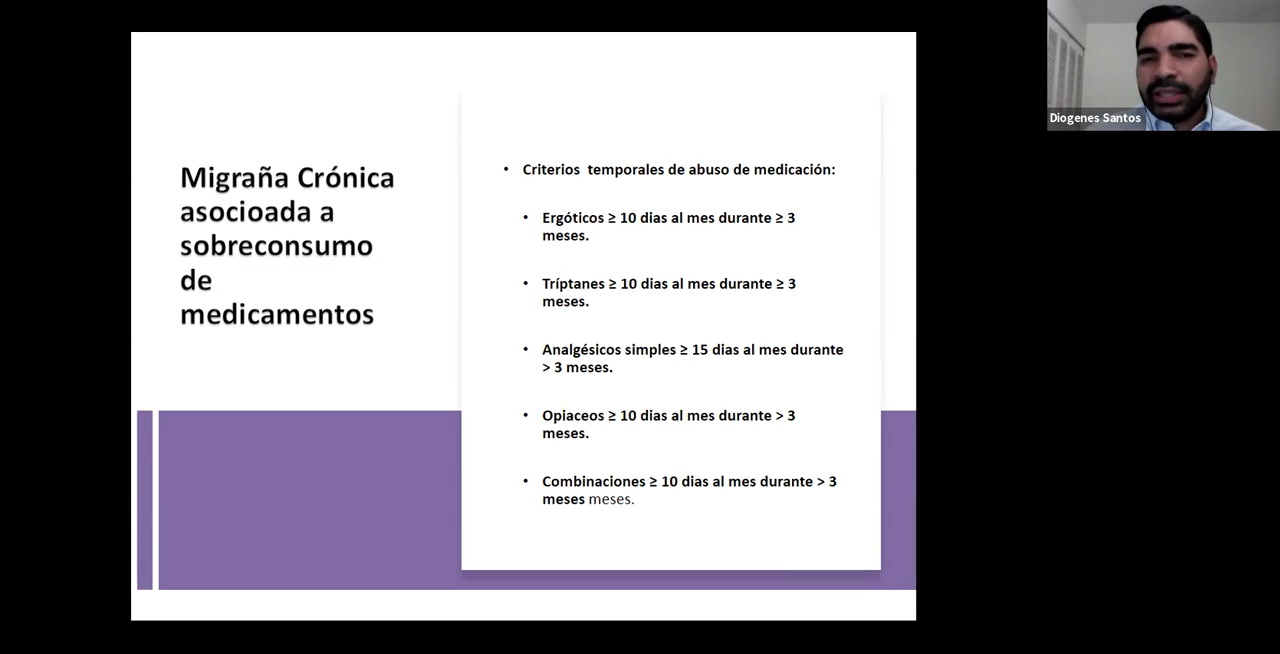 Migraña Crónica
asocioada a
sobreconsumo
de
medicamentos
• Criterios temporales de abuso de medicación:
• Ergóticos ≥ 10 dias al mes durante ≥ 3
meses.
• Tríptanes ≥ 10 dias al mes durante ≥ 3
meses.
• Analgésicos simples ≥ 15 dias al mes durante
> 3 meses.
• Opiaceos ≥ 10 dias al mes durante > 3
meses.
• Combinaciones ≥ 10 dias al mes durante > 3
meses meses.
Diogenes Santos